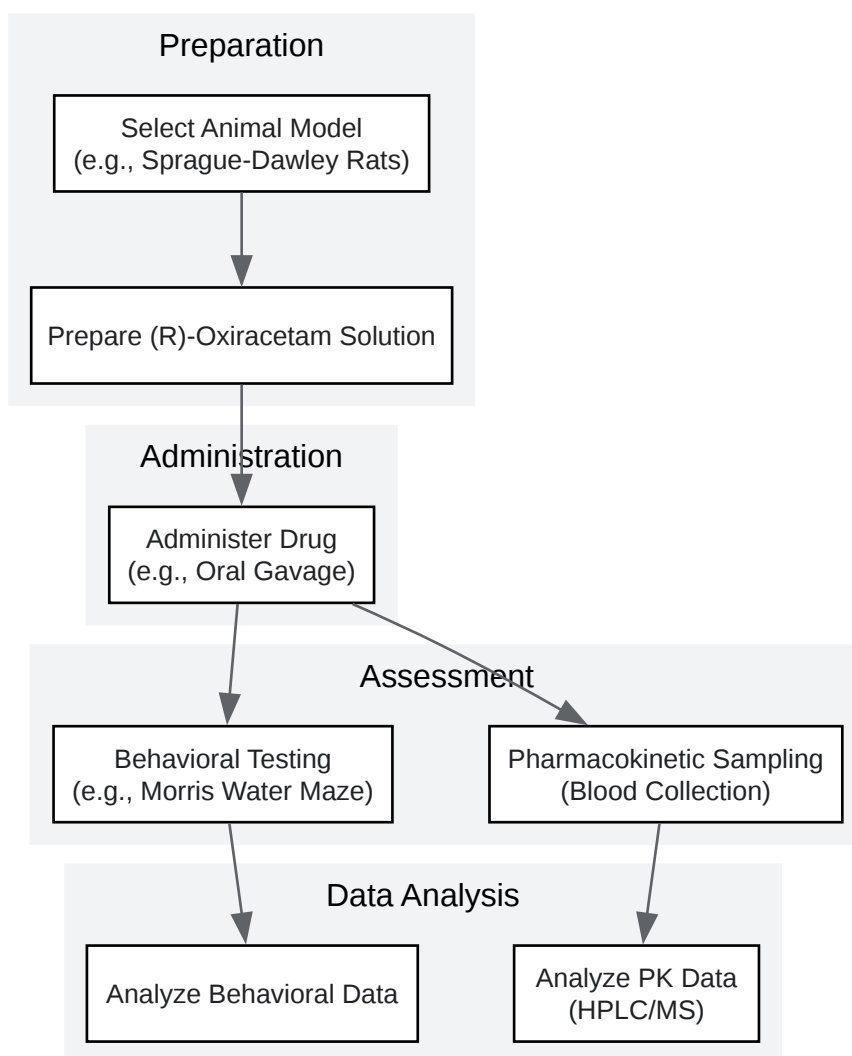 Preparation
Select Animal Model
(e.g., Sprague-Dawley Rats)
Prepare (R)-Oxiracetam Solution
Administration
Administer Drug
(e.g., Oral Gavage)
Assessment
Behavioral Testing
(e.g., Morris Water Maze)
Pharmacokinetic Sampling
(Blood Collection)
Data Analysis
Analyze Behavioral Data
Analyze PK Data
(HPLC/MS)